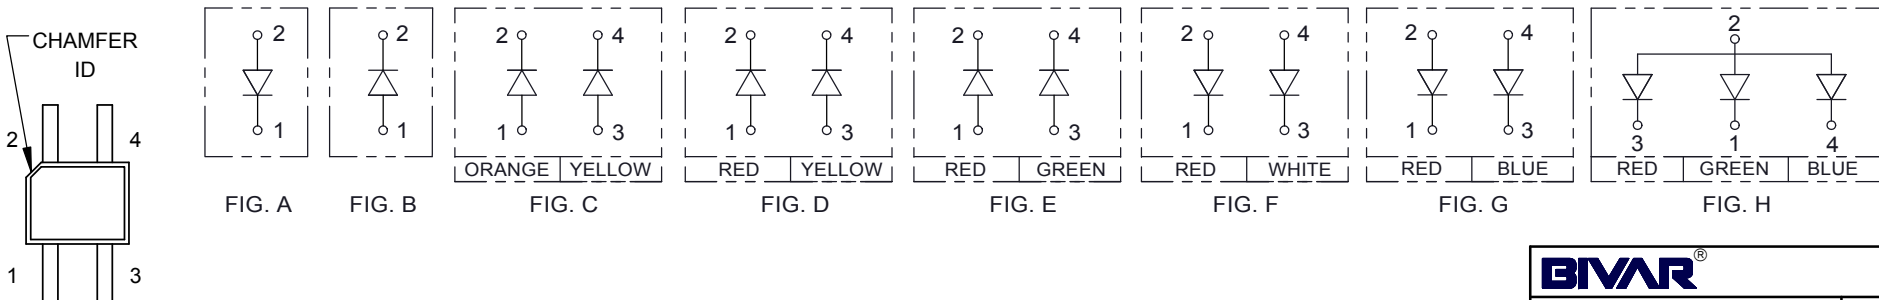 CHAMFER
ID
2 4
1 3
2
1
FIG. A
2
1
FIG. B
2 4
1 3
ORANGE YELLOW
FIG. C
2 4
1 3
RED YELLOW
FIG. D
2 4
1 3
RED GREEN
FIG. E
2 4
1 3
RED WHITE
FIG. F
2 4
1 3
RED BLUE
FIG. G
2
3 1 4
RED GREEN BLUE
FIG. H
BIVAR®